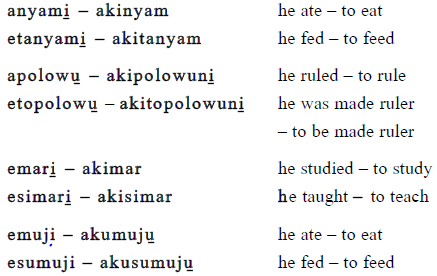 anyami̱ – akinyam he ate – to eat
etanyami̱ – akitanyam he fed – to feed
apolowu̱ – akipolowuni̱ he ruled – to rule
etopolowu̱ – akitopolowuni̱ he was made ruler
– to be made ruler
emari̱ – akimar he studied – to study
esimari̱ – akisimar he taught – to teach
emuji̱ – akumuju̱ he ate – to eat
esumuji – akusumuju̱ he fed – to feed